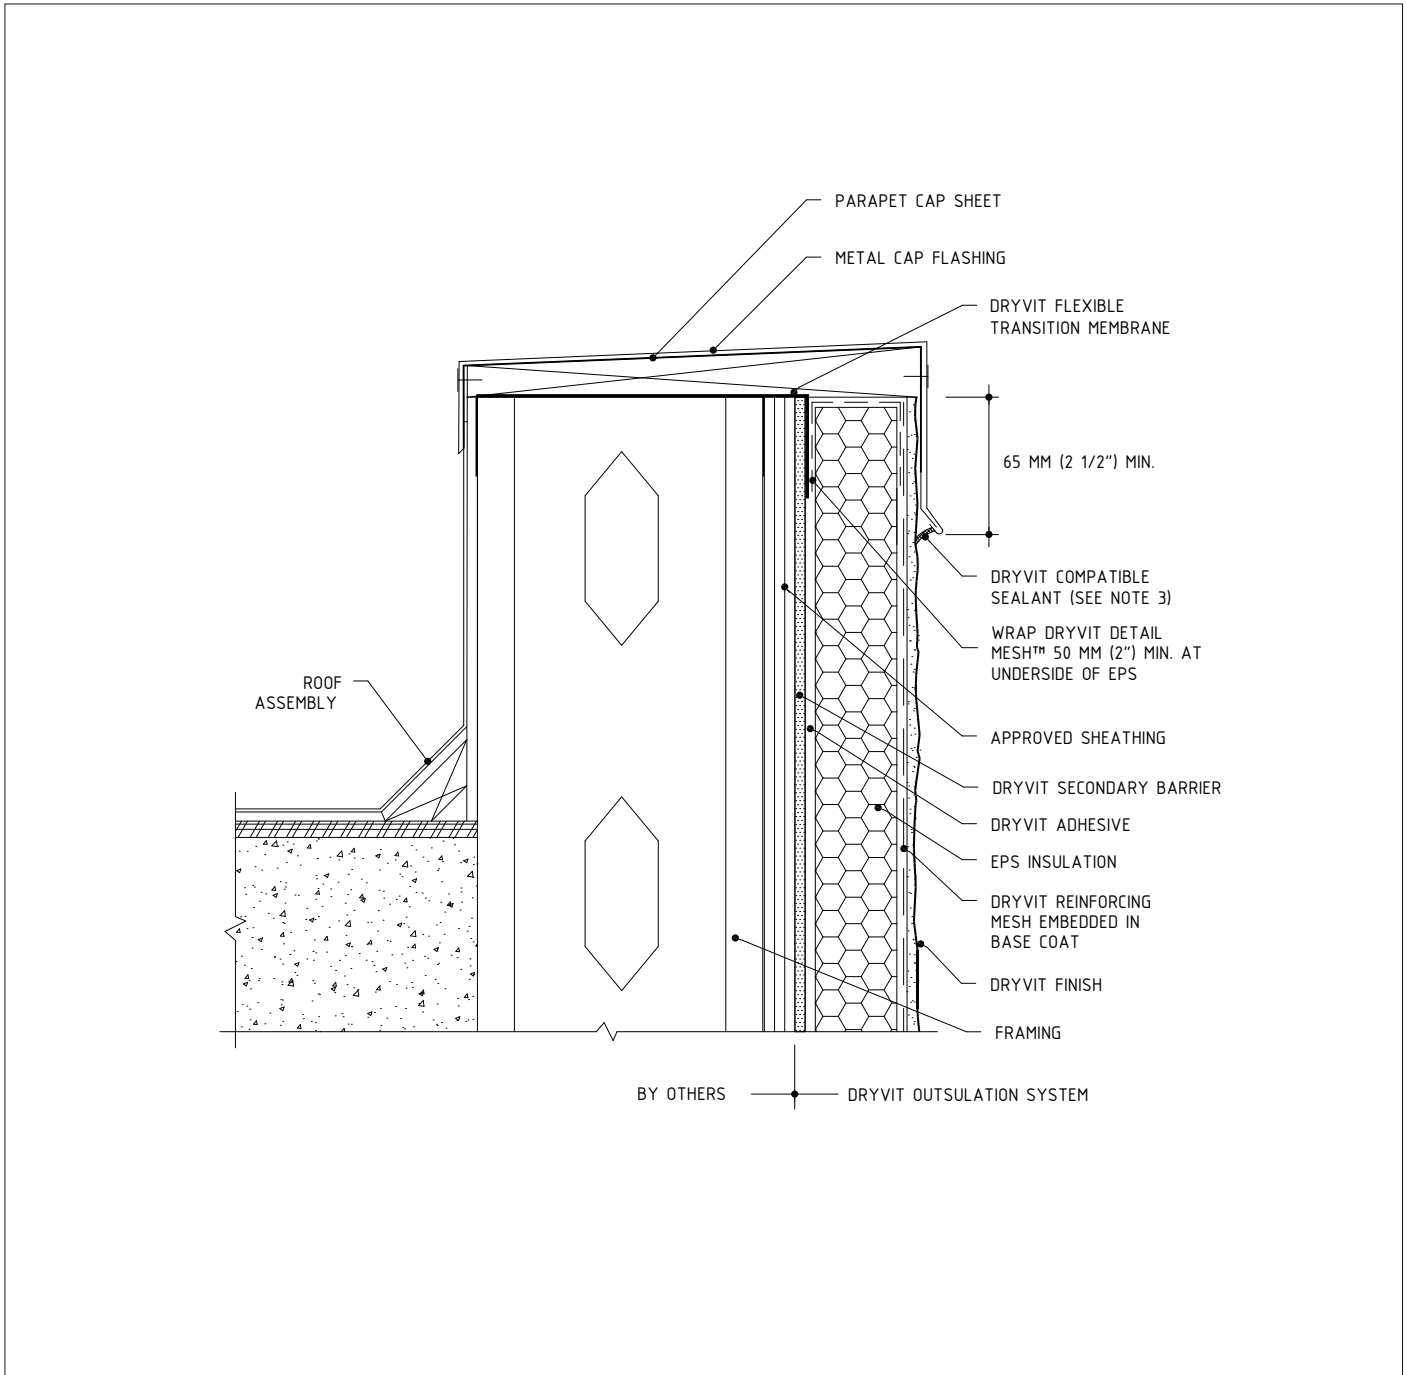 PARAPET CAP SHEET
METAL CAP FLASHING
DRYVIT FLEXIBLE
TRANSITION MEMBRANE
65 MM (2 1/2") MIN.
DRYVIT COMPATIBLE
SEALANT (SEE NOTE 3)
WRAP DRYVIT DETAIL
MESH™ 50 MM (2") MIN. AT
UNDERSIDE OF EPS
ROOF
ASSEMBLY
APPROVED SHEATHING
DRYVIT SECONDARY BARRIER
DRYVIT ADHESIVE
EPS INSULATION
DRYVIT REINFORCING
MESH EMBEDDED IN
BASE COAT
DRYVIT FINISH
FRAMING
BY OTHERS
DRYVIT OUTSULATION SYSTEM